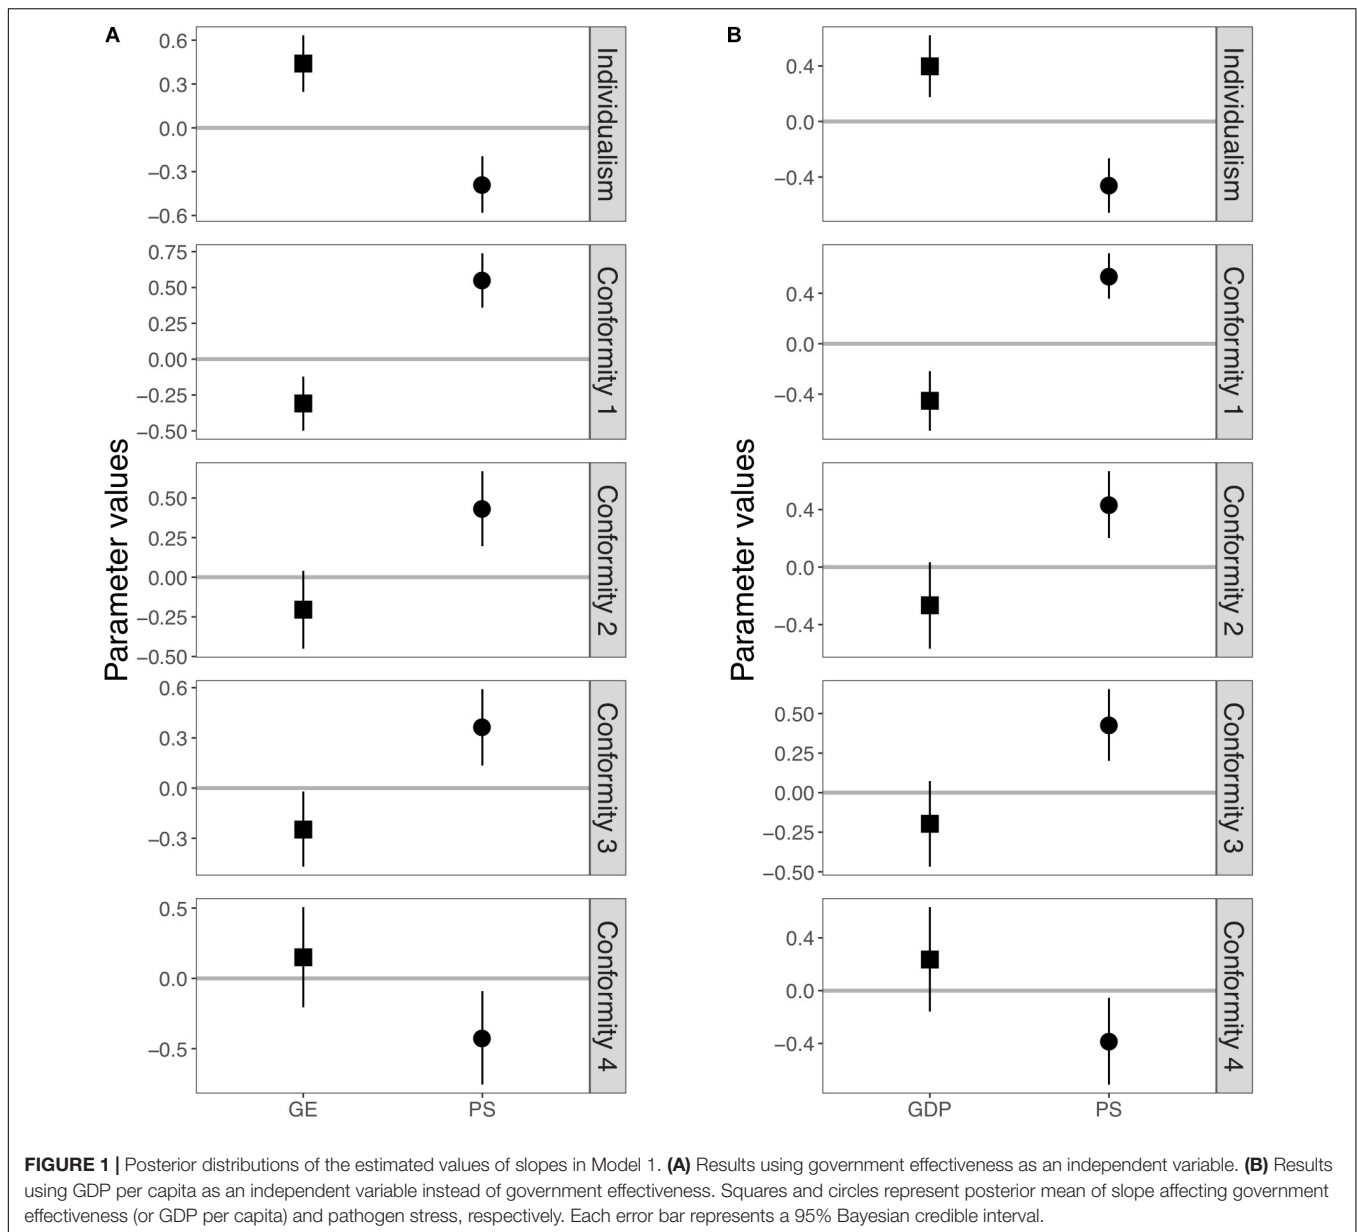 A
0.6
0.3
0.0
−0.3
−0.6
Individualism
0.75
0.50
0.25
0.00
−0.25
−0.50
Conformity 1
Parameter values
0.50
0.25
0.00
−0.25
−0.50
Conformity 2
0.6
0.3
0.0
−0.3
Conformity 3
0.5
0.0
−0.5
Conformity 4
GE PS
B
0.4
0.0
−0.4
Individualism
0.4
0.0
−0.4
Conformity 1
Parameter values
0.4
0.0
−0.4
Conformity 2
0.50
0.25
0.00
−0.25
−0.50
Conformity 3
0.4
0.0
−0.4
Conformity 4
GDP PS
FIGURE 1 | Posterior distributions of the estimated values of slopes in Model 1. (A) Results using government effectiveness as an independent variable. (B) Results
using GDP per capita as an independent variable instead of government effectiveness. Squares and circles represent posterior mean of slope affecting government
effectiveness (or GDP per capita) and pathogen stress, respectively. Each error bar represents a 95% Bayesian credible interval.